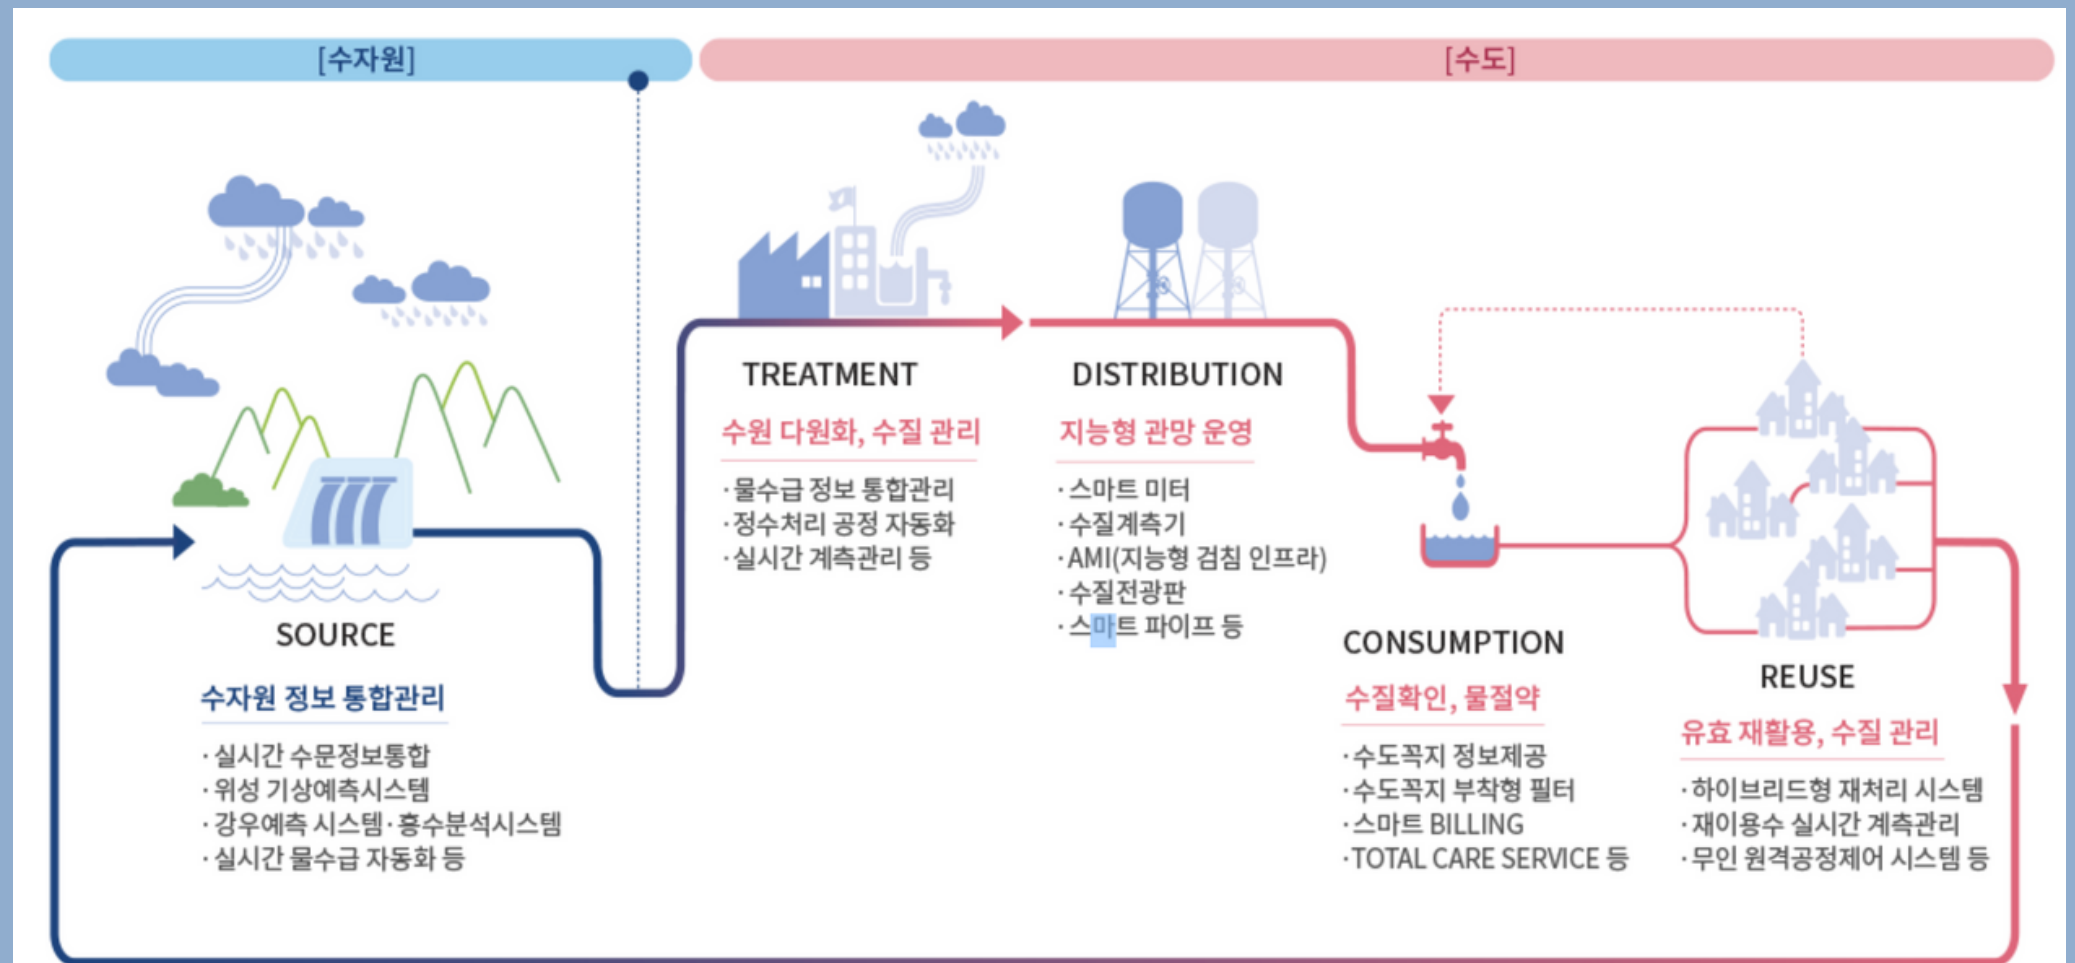 [수자원]
[수도]
SOURCE
수자원 정보 통합관리
·실시간 수문정보통합
·위성 기상예측시스템
·강우예측 시스템·홍수분석시스템
·실시간 물수급 자동화 등
TREATMENT
수원 다원화, 수질 관리
·물수급 정보 통합관리
·정수처리 공정 자동화
·실시간 계측관리 등
DISTRIBUTION
지능형 관망 운영
·스마트 미터
·수질계측기
·AMI(지능형 검침 인프라)
·수질전광판
·스마트 파이프 등
CONSUMPTION
수질확인, 물절약
·수도꼭지 정보제공
·수도꼭지 부착형 필터
·스마트 BILLING
·TOTAL CARE SERVICE 등
REUSE
유효 재활용, 수질 관리
·하이브리드형 재처리 시스템
·재이용수 실시간 계측관리
·무인 원격공정제어 시스템 등